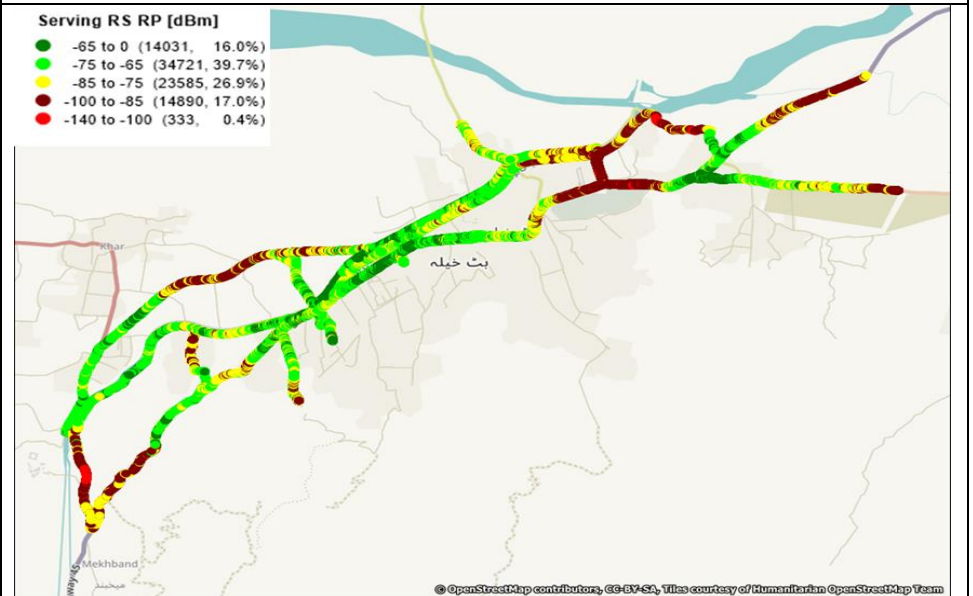 Serving RS RP [dBm]
-65 to 0 (14031, 16.0%)
-75 to -65 (34721, 39.7%)
-85 to -75 (23585, 26.9%)
-100 to -85 (14890, 17.0%)
-140 to -100 (333, 0.4%)
Khar
بٹ خیلہ
Mekhband
میخبند
© OpenStreetMap contributors, CC-BY-SA, Tiles courtesy of Humanitarian OpenStreetMap Team